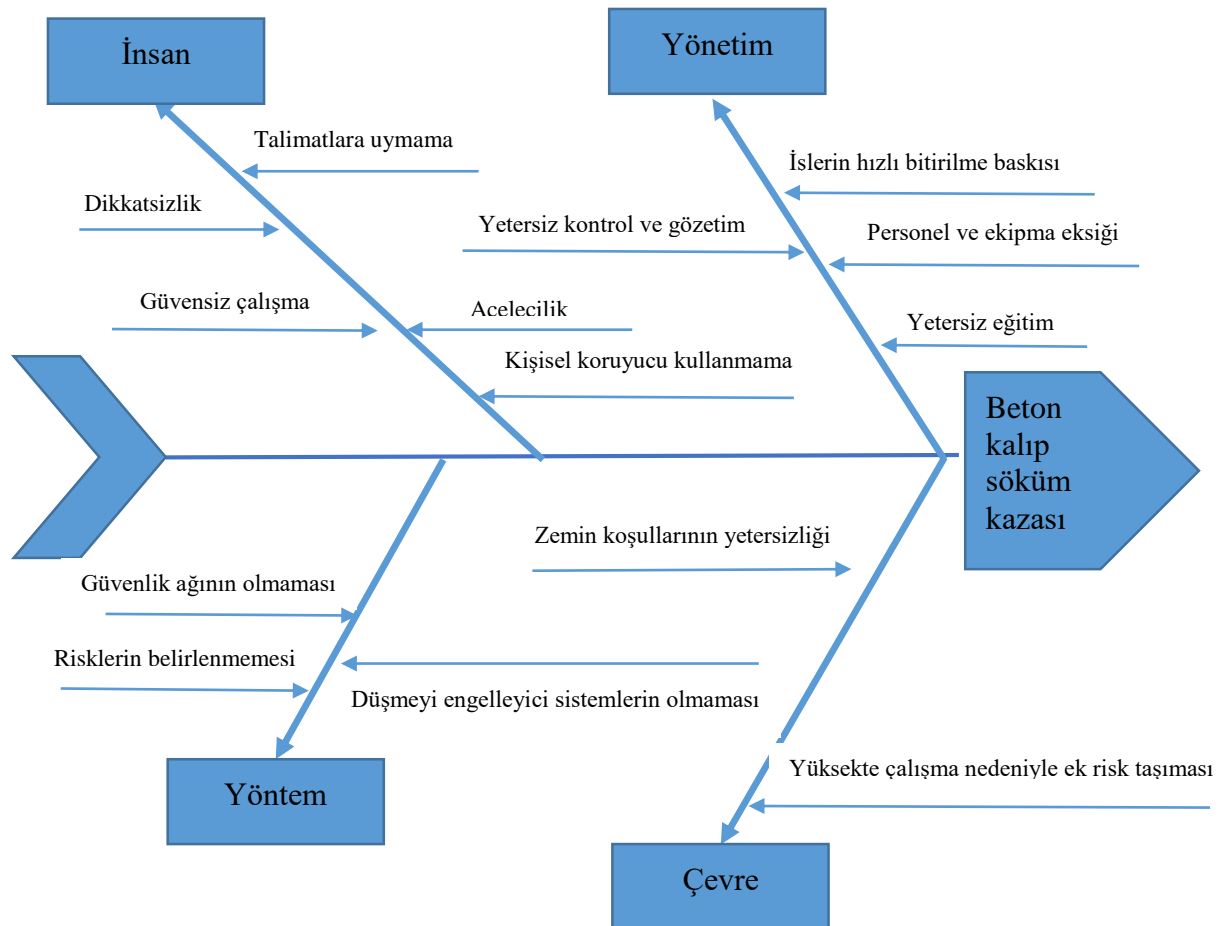 İnsan
Yönetim
Talimatlara uymama
İslerin hızlı bitirilme baskısı
Dikkatsizlik
Yetersiz kontrol ve gözetim
Personel ve ekipma eksiği
Güvensiz çalışma
Acelecilik
Yetersiz eğitim
Kişisel koruyucu kullanmama
Beton
kalıp
söküm
kazası
Zemin koşullarının yetersizliği
Güvenlik ağının olmaması
Risklerin belirlenmemesi
Düşmeyi engelleyici sistemlerin olmaması
Yüksekte çalışma nedeniyle ek risk taşıması
Yöntem
Çevre